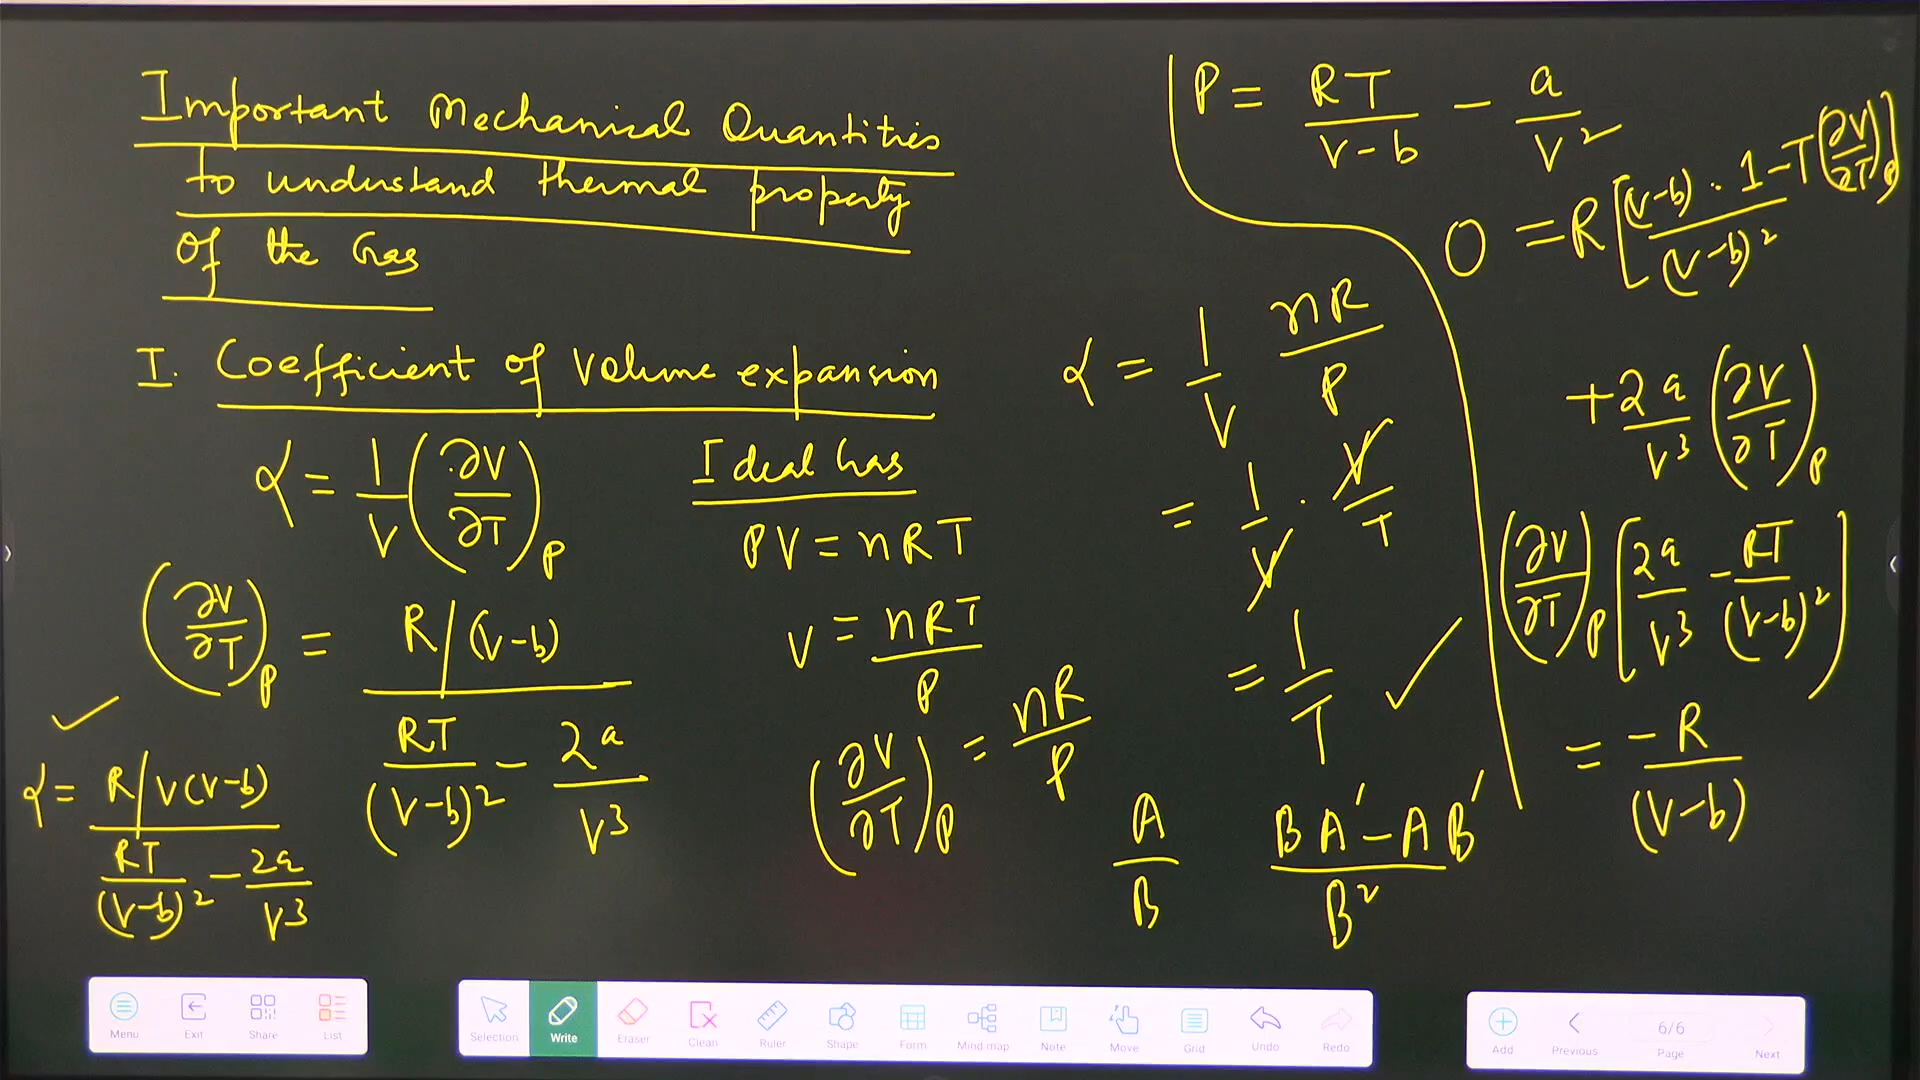 Important Mechanical Quantities
to understand thermal property
of the Gas
I. Coefficient of Volume expansion
α = 1/V (∂V/∂T)_P
(∂V/∂T)_P = R/(V-b) / RT/(V-b)² - 2a/V³
α = R/V(V-b) / RT/(V-b)² - 2a/V³
Ideal Gas
PV = nRT
V = nRT/P
(∂V/∂T)_P = nR/P
α = 1/V nR/P
= 1/V · V/T
= 1/T ✓
A/B BA′ - AB′/B²
P = RT/V-b - a/V²
0 = R[(V-b) · 1 - T(∂V/∂T)_P/(V-b)²]
+ 2a/V³ (∂V/∂T)_P
(∂V/∂T)_P [2a/V³ - RT/(V-b)²]
= -R/(V-b)
Menu Exit Share List
Selection Write Eraser Clean Ruler Shape Form Mind map Note Move Grid Undo Redo
Add Previous 6/6 Page Next